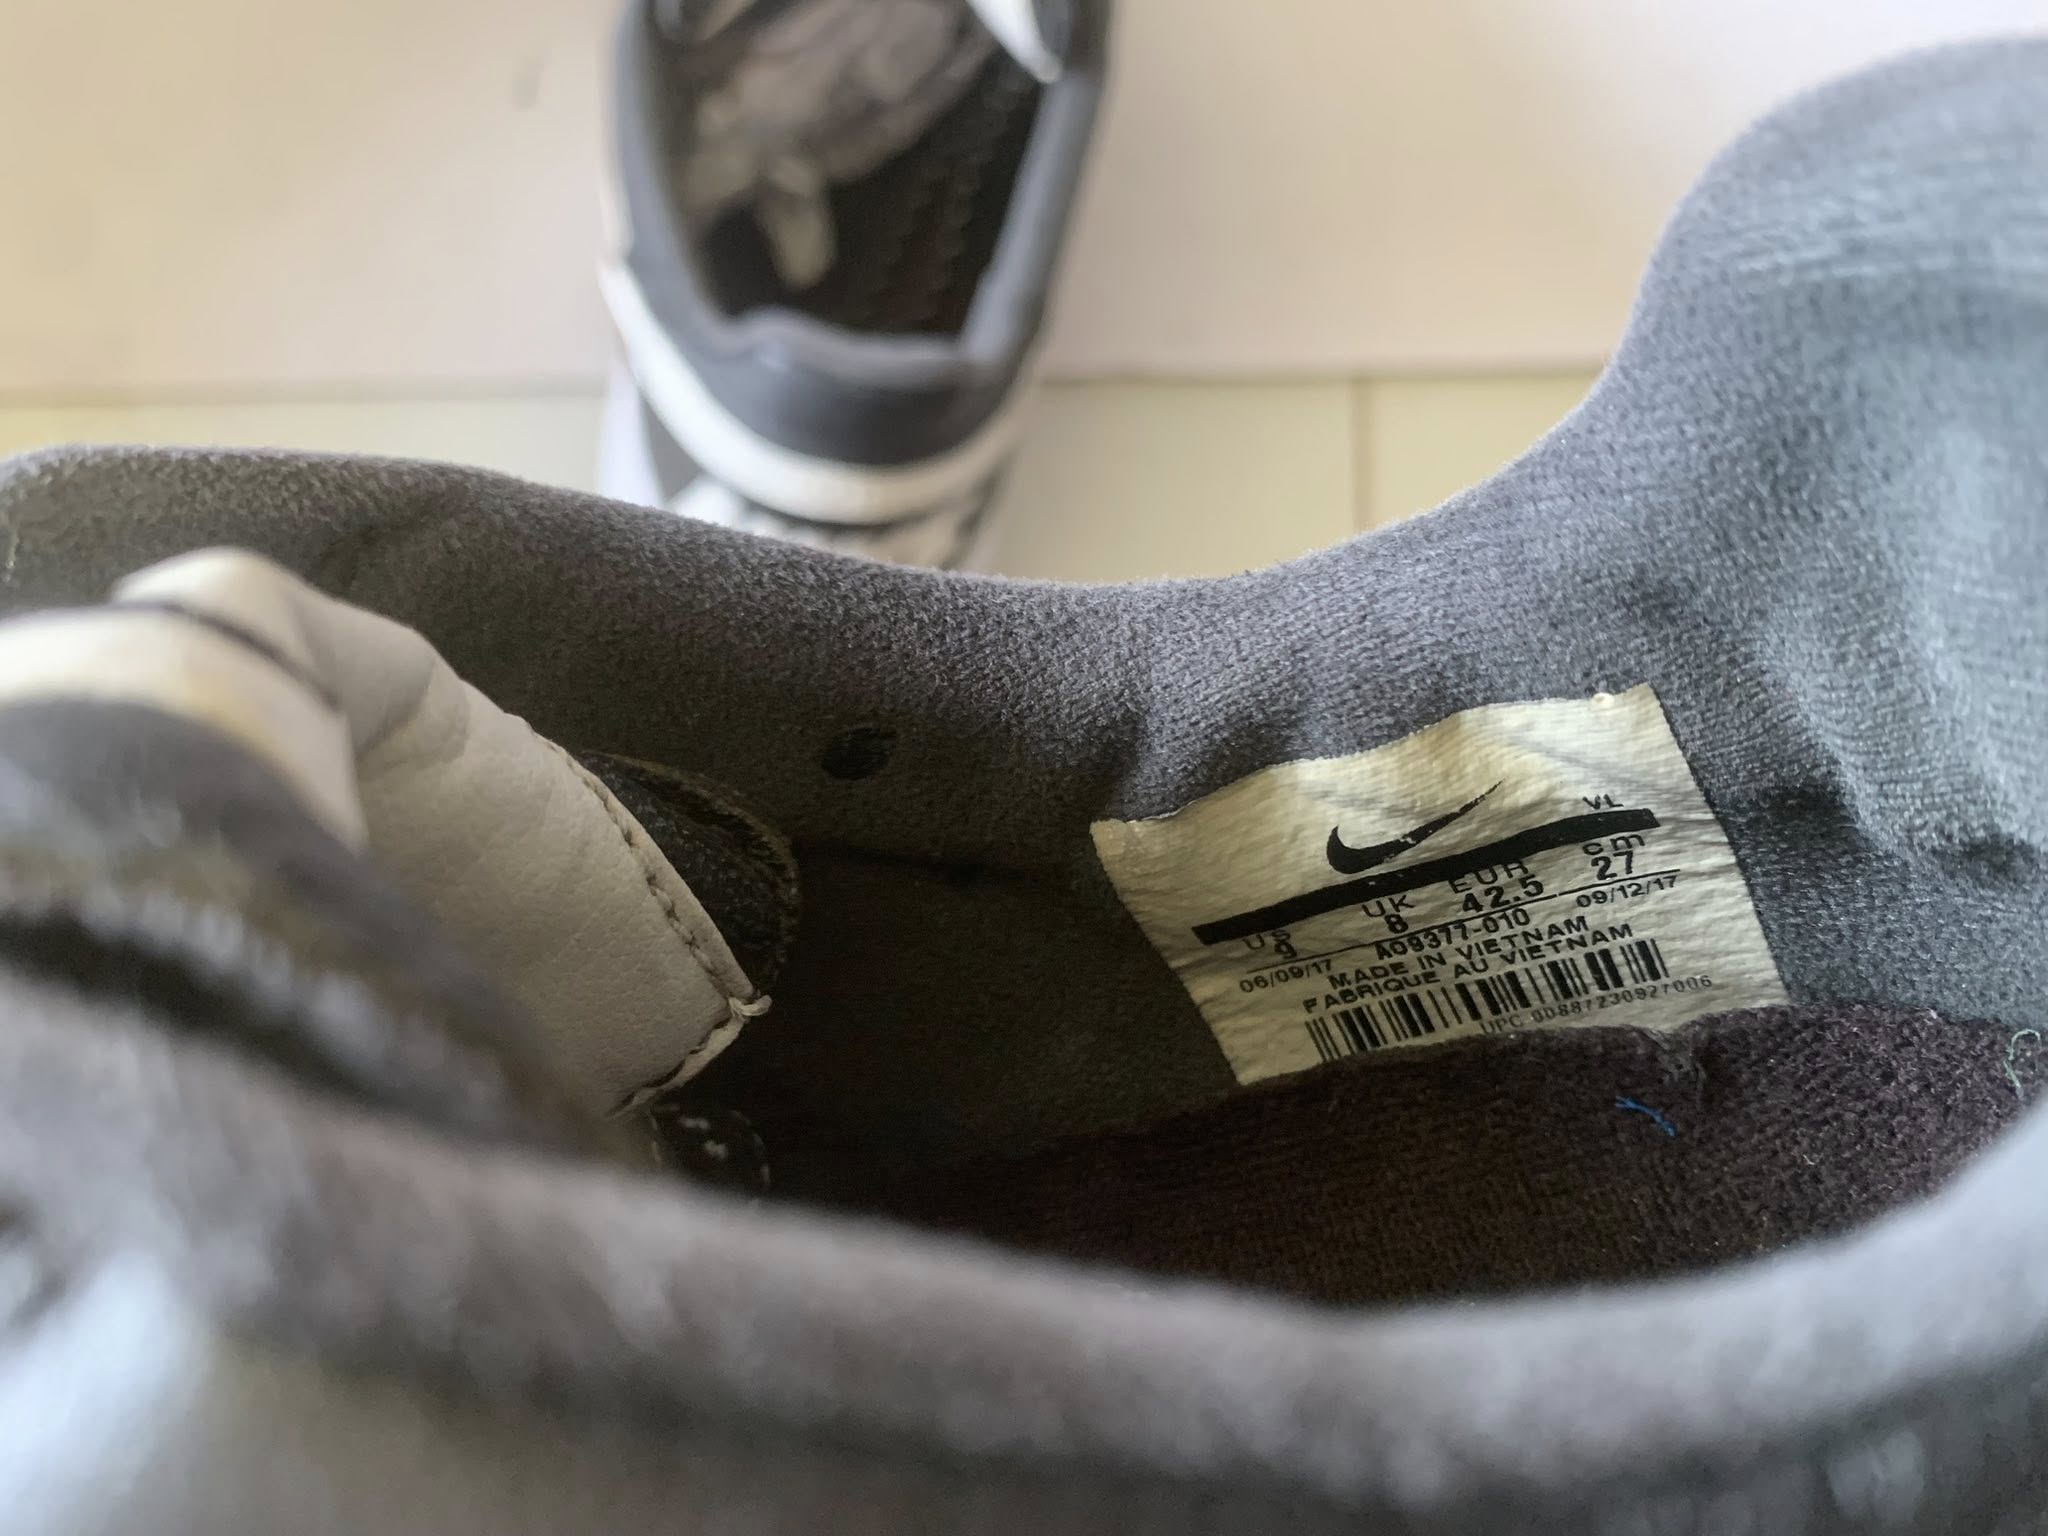 VL
US UK EUR cm
9 8 42.5 27
06/09/17 AO9377-010 09/12/17
MADE IN VIETNAM
FABRIQUE AU VIETNAM
UPC 00887230927006